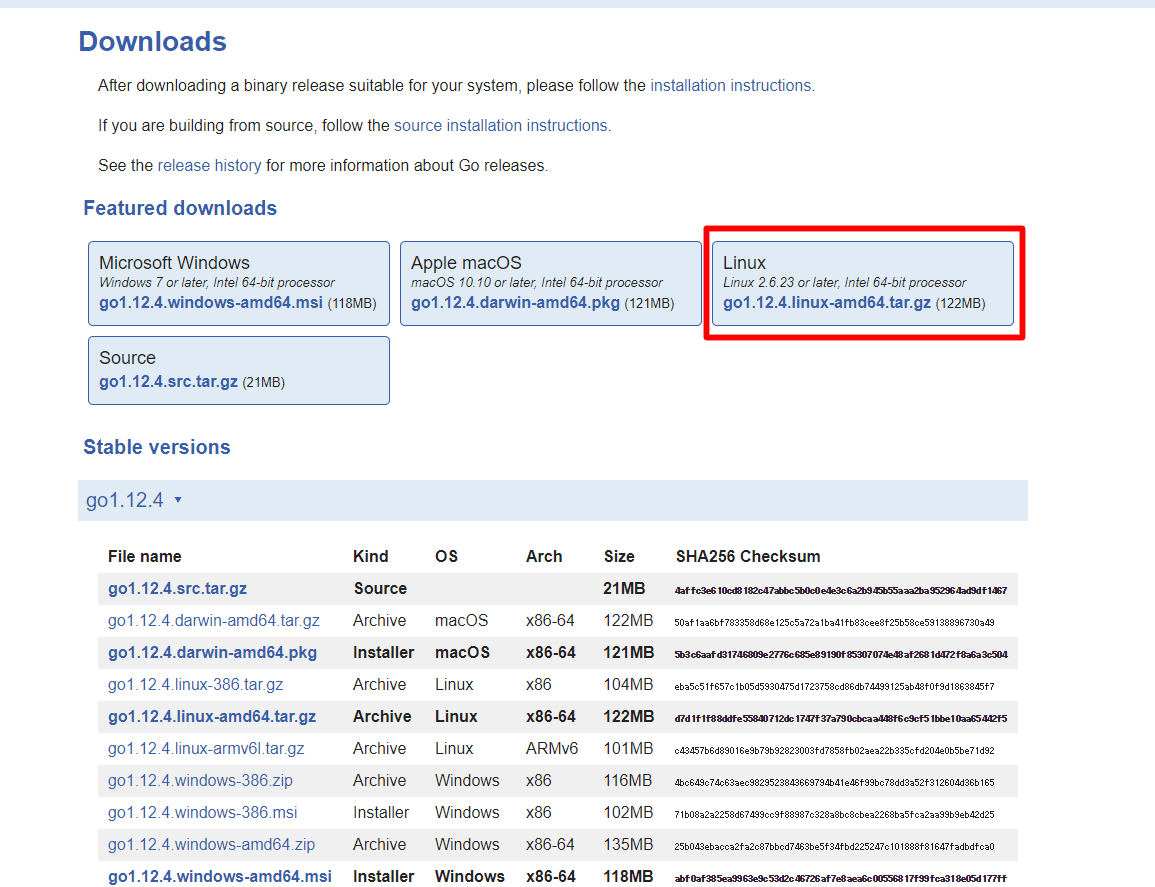 Downloads
After downloading a binary release suitable for your system, please follow the installation instructions.
If you are building from source, follow the source installation instructions.
See the release history for more information about Go releases.
Featured downloads
Microsoft Windows
Windows 7 or later, Intel 64-bit processor
go1.12.4.windows-amd64.msi (118MB)
Apple macOS
macOS 10.10 or later, Intel 64-bit processor
go1.12.4.darwin-amd64.pkg (121MB)
Linux
Linux 2.6.23 or later, Intel 64-bit processor
go1.12.4.linux-amd64.tar.gz (122MB)
Source
go1.12.4.src.tar.gz (21MB)
Stable versions
go1.12.4 ▾
File name Kind OS Arch Size SHA256 Checksum
go1.12.4.src.tar.gz Source 21MB 4affc3e610cd8182c47abbc5b0c0e4e3c6a2b945b55aaa2ba952964ad9df1467
go1.12.4.darwin-amd64.tar.gz Archive macOS x86-64 122MB 50af1aa6bf783358d68e125c5a72a1ba41fb83cee8f25b58ce59138896730a49
go1.12.4.darwin-amd64.pkg Installer macOS x86-64 121MB 5b3c6aafd31746809e2776c685e89190f85307074e48af2681d472f8a6a3c504
go1.12.4.linux-386.tar.gz Archive Linux x86 104MB eba5c51f657c1b05d5930475d1723758cd86db74499125ab48f0f9d1863845f7
go1.12.4.linux-amd64.tar.gz Archive Linux x86-64 122MB d7d1f1f88ddfe55840712dc1747f37a790cbcaa448f6c9cf51bbe10aa65442f5
go1.12.4.linux-armv6l.tar.gz Archive Linux ARMv6 101MB c43457b6d89016e9b79b92823003fd7858fb02aea22b335cfd204e0b5be71d92
go1.12.4.windows-386.zip Archive Windows x86 116MB 4bc649c74c63aec9829523843669794b41e46f99bc78dd3a52f312604d36b165
go1.12.4.windows-386.msi Installer Windows x86 102MB 71b08a2a2258d67499cc9f88987c328a8bc8cbea2268ba5fca2aa99b9eb42d25
go1.12.4.windows-amd64.zip Archive Windows x86-64 135MB 25b043ebacca2fa2c87bbcd7463be5f34fbd225247c101888f81647fadbdfca0
go1.12.4.windows-amd64.msi Installer Windows x86-64 118MB abf0af385ea9963e9c53d2c46726af7e8aea6c00556817f99fca318e05d177ff